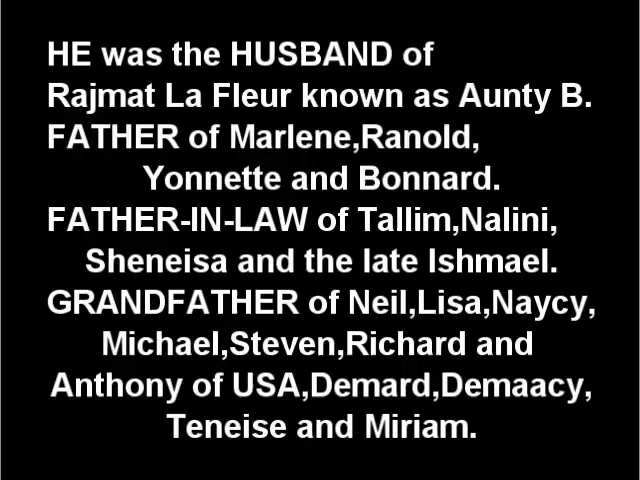 HE was the HUSBAND of
Rajmat La Fleur known as Aunty B.
FATHER of Marlene,Ranold,
Yonnette and Bonnard.
FATHER-IN-LAW of Tallim,Nalini,
Sheneisa and the late Ishmael.
GRANDFATHER of Neil,Lisa,Naycy,
Michael,Steven,Richard and
Anthony of USA,Demard,Demaacy,
Teneise and Miriam.